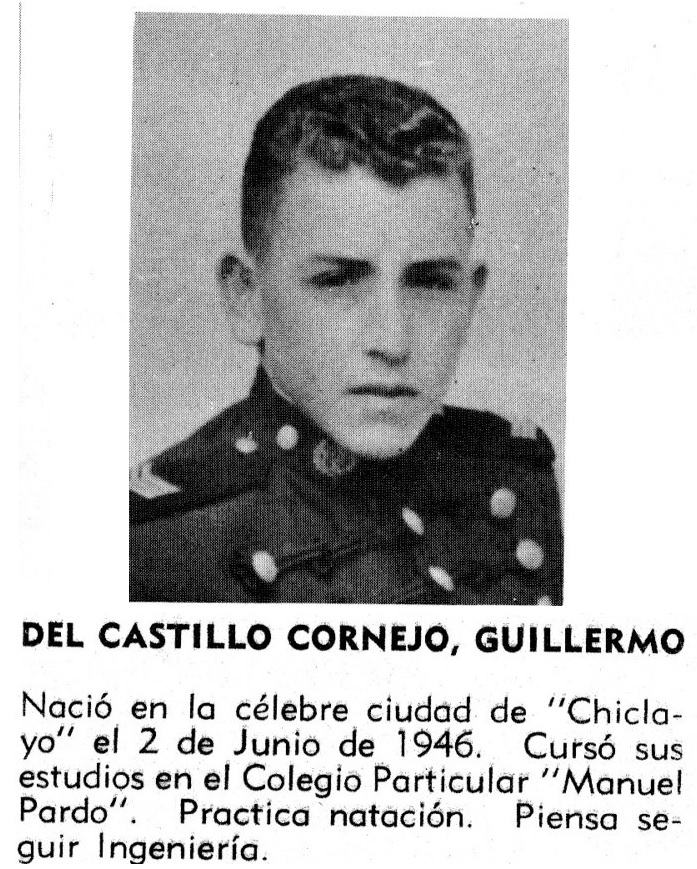 DEL CASTILLO CORNEJO, GUILLERMO
Nació en la célebre ciudad de "Chicla-
yo" el 2 de Junio de 1946. Cursó sus
estudios en el Colegio Particular "Manuel
Pardo". Practica natación. Piensa se-
guir Ingeniería.